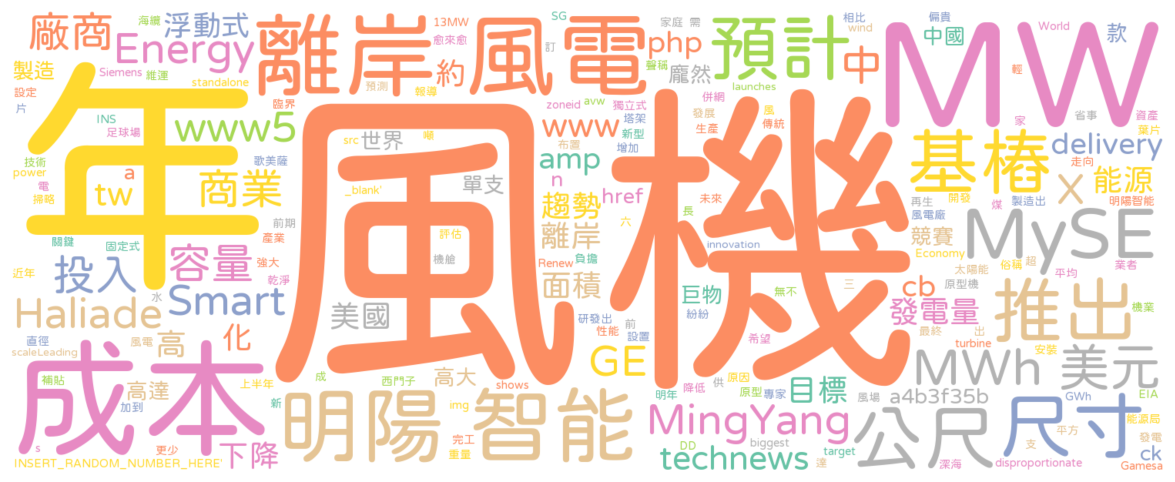 廠商
浮動式
海纜
13MW
愈來愈
SG
訂
家庭
需
相比
wind
偏貴
中國
World
款
Energy
離岸風電
約
php
聲稱
龐然
預計
中
MW
製造
Siemens
維運
standalone
預測
報導
launches
輕
機業
設定
片
臨界
年
INS
足球場
www5
src
世界
zoneid
avw
www
獨立式
塔架
新型
增加
布置
併網
發展
生產
風
傳統
家
省事
資產
葉片
基樁
delivery
技術
power
電
掃略
tw
a
歌美薩
商業
_blank'
單支
風機
amp
n
href
趨勢
離岸
面積
六
長
未來
innovation
再生
開發
風電廠
煤
製造出
x
走向
能源
明陽智能
競賽
MySE
Economy
太陽能
俗稱
超
原型機
平均
業者
關鍵
固定式
前期
產業
評估
機艙
Renew
負擔
巨物
無不
紛紛
近年
投入
容量
強大
乾淨
水
Haliade
Smart
美國
研發出
性能
前
設置
希望
三
cb
發電量
最終
出
turbine
推出
安裝
scaleLeading
直徑
風電
高
化
GE
降低
原因
供
MWh
美元
成本
補貼
加到
高達
上半年
新
成
西門子
高大
shows
img
明年
原型
專家
目標
風場
a4b3f35b
GWh
EIA
能源局
明陽智能
完工
重量
MingYang
DD
biggest
target
達
technews
公尺
尺寸
支
平方
發電
ck
s
更少
INSERT_RANDOM_NUMBER_HERE'
下降
噸
深海
disproportionate
Gamesa